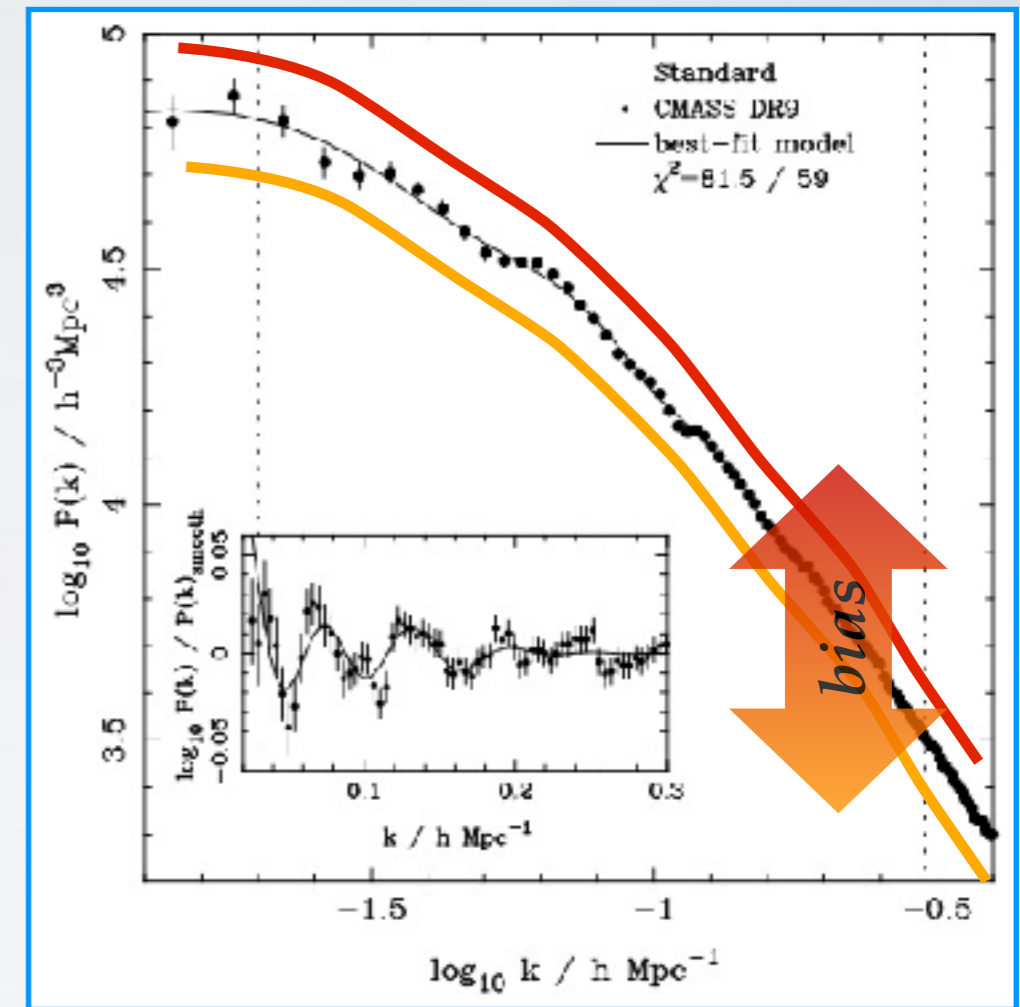 5
4.5
4
3.5
log₁₀ P(k) / h⁻³Mpc³
Standard
CMASS DR9
best-fit model
χ²=81.5 / 59
bias
0.05
0
−0.05
log₁₀ P(k) / P(k)smooth
0.1 0.2 0.3
k / h Mpc⁻¹
−1.5 −1 −0.5
log₁₀ k / h Mpc⁻¹